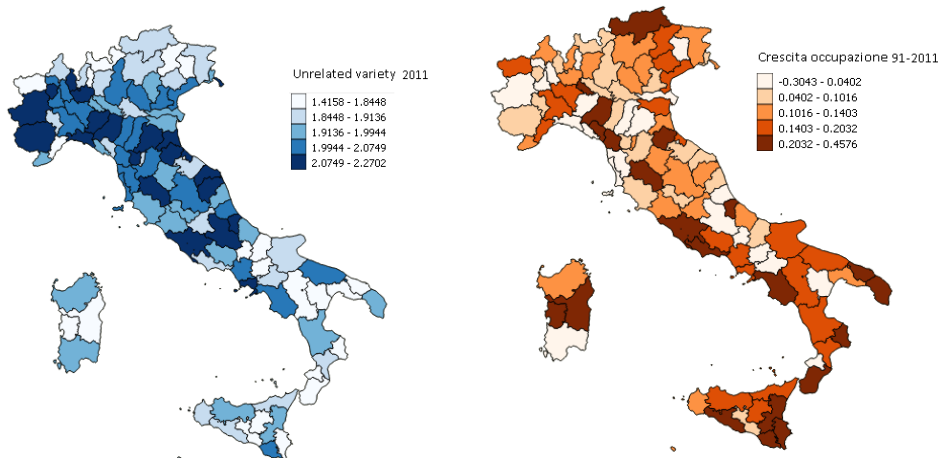 Unrelated variety 2011
1.4158 - 1.8448
1.8448 - 1.9136
1.9136 - 1.9944
1.9944 - 2.0749
2.0749 - 2.2702
Crescita occupazione 91-2011
-0.3043 - 0.0402
0.0402 - 0.1016
0.1016 - 0.1403
0.1403 - 0.2032
0.2032 - 0.4576